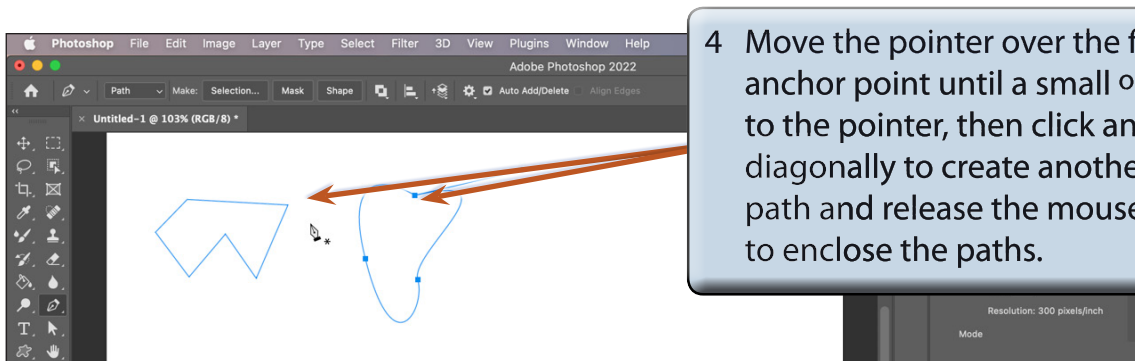 Photoshop File Edit Image Layer Type Select Filter 3D View Plugins Window Help
Adobe Photoshop 2022
Path Make: Selection... Mask Shape Auto Add/Delete Align Edges
× Untitled-1 @ 103% (RGB/8) *
4 Move the pointer over the
anchor point until a small o
to the pointer, then click
diagonally to create
path and release the mouse
to enclose the paths.
Resolution: 300 pixels/inch
Mode